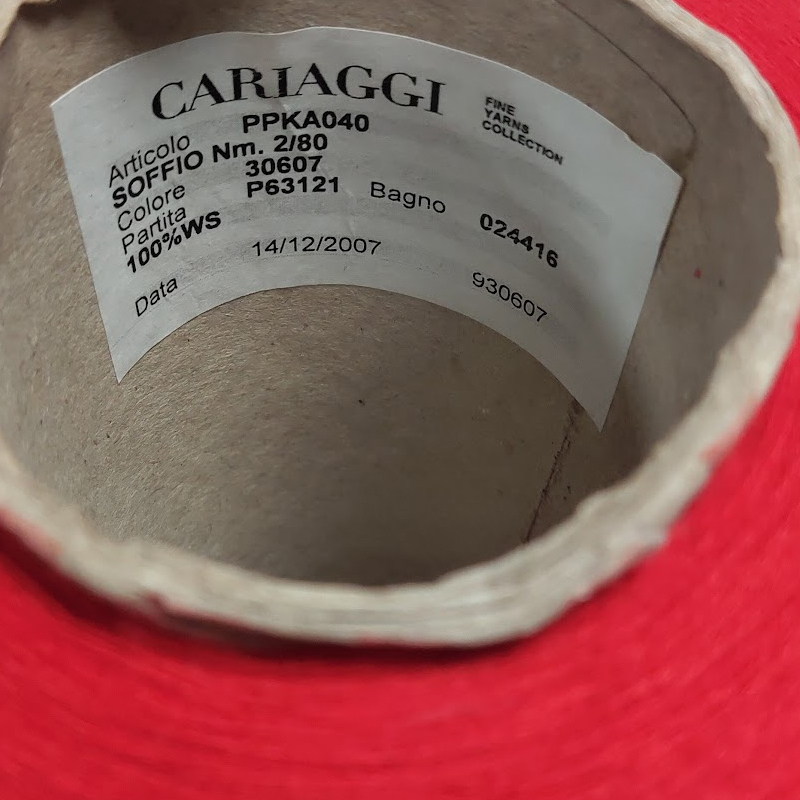 CARIAGGI
FINE
YARNS
COLLECTION
Articolo PPKA040
SOFFIO Nm. 2/80
Colore 30607
Partita P63121 Bagno 024416
100%WS
Data 14/12/2007 930607